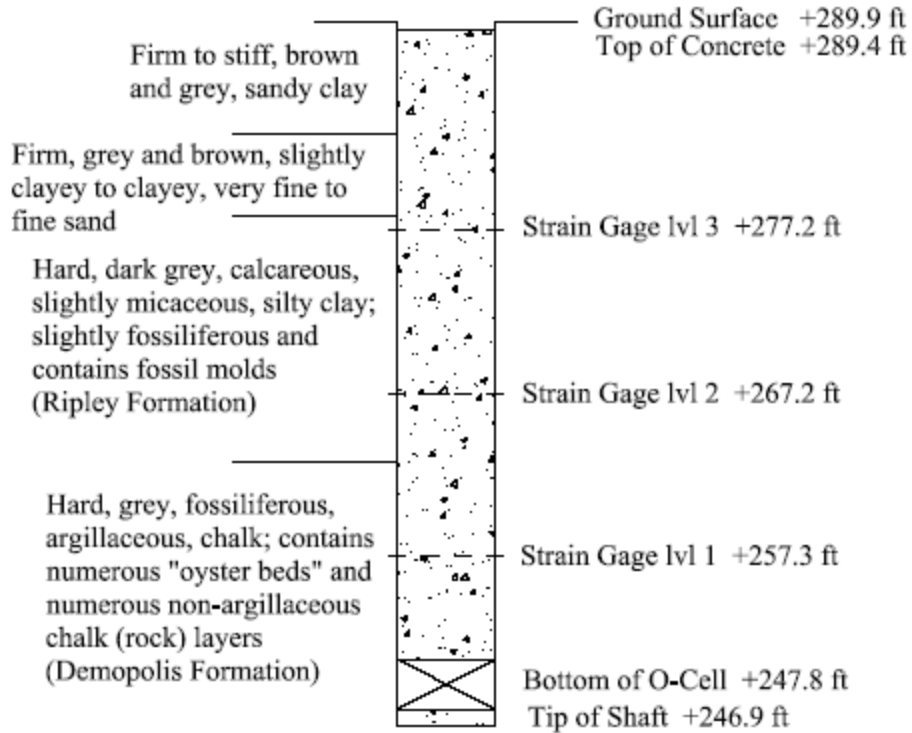 Ground Surface +289.9 ft
Top of Concrete +289.4 ft
Firm to stiff, brown
and grey, sandy clay
Firm, grey and brown, slightly
clayey to clayey, very fine to
fine sand
Strain Gage lvl 3 +277.2 ft
Hard, dark grey, calcareous,
slightly micaceous, silty clay;
slightly fossiliferous and
contains fossil molds
(Ripley Formation)
Strain Gage lvl 2 +267.2 ft
Hard, grey, fossiliferous,
argillaceous, chalk; contains
numerous "oyster beds" and
numerous non-argillaceous
chalk (rock) layers
(Demopolis Formation)
Strain Gage lvl 1 +257.3 ft
Bottom of O-Cell +247.8 ft
Tip of Shaft +246.9 ft